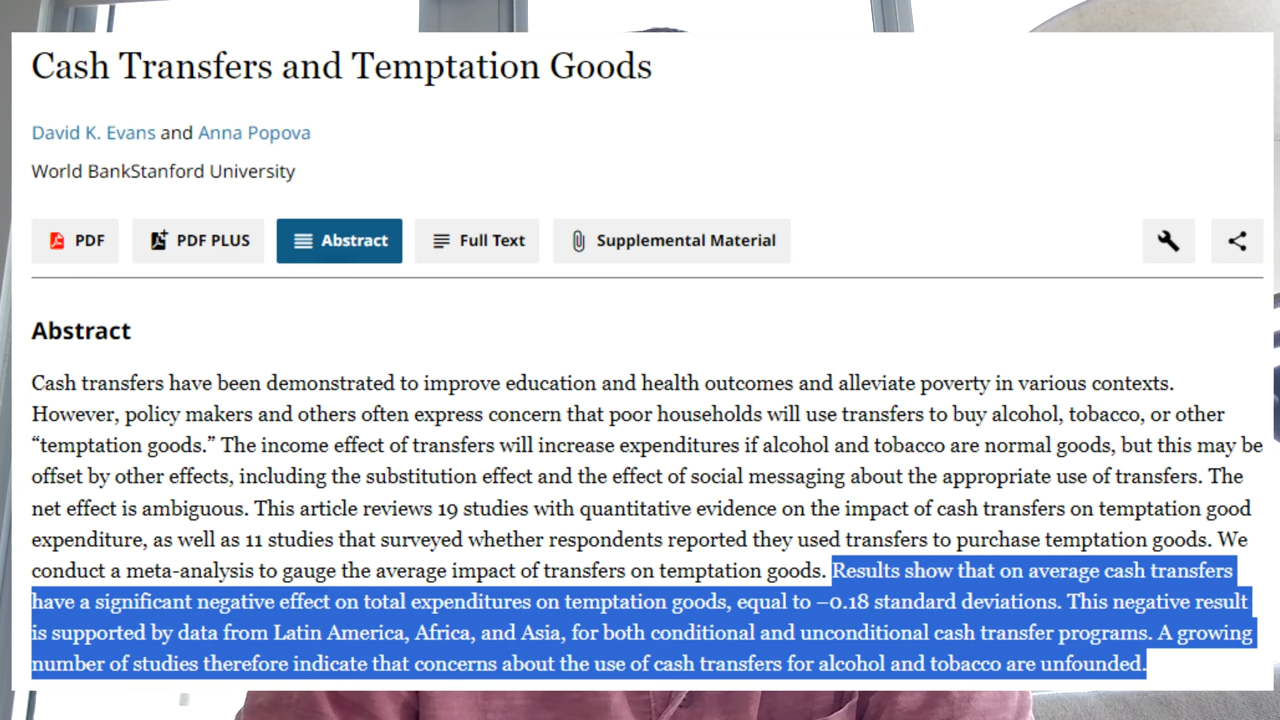 Cash Transfers and Temptation Goods
David K. Evans and Anna Popova
World BankStanford University
PDF
PDF PLUS
Abstract
Full Text
Supplemental Material
Abstract
Cash transfers have been demonstrated to improve education and health outcomes and alleviate poverty in various contexts.
However, policy makers and others often express concern that poor households will use transfers to buy alcohol, tobacco, or other
“temptation goods.” The income effect of transfers will increase expenditures if alcohol and tobacco are normal goods, but this may be
offset by other effects, including the substitution effect and the effect of social messaging about the appropriate use of transfers. The
net effect is ambiguous. This article reviews 19 studies with quantitative evidence on the impact of cash transfers on temptation good
expenditure, as well as 11 studies that surveyed whether respondents reported they used transfers to purchase temptation goods. We
conduct a meta-analysis to gauge the average impact of transfers on temptation goods. Results show that on average cash transfers
have a significant negative effect on total expenditures on temptation goods, equal to −0.18 standard deviations. This negative result
is supported by data from Latin America, Africa, and Asia, for both conditional and unconditional cash transfer programs. A growing
number of studies therefore indicate that concerns about the use of cash transfers for alcohol and tobacco are unfounded.